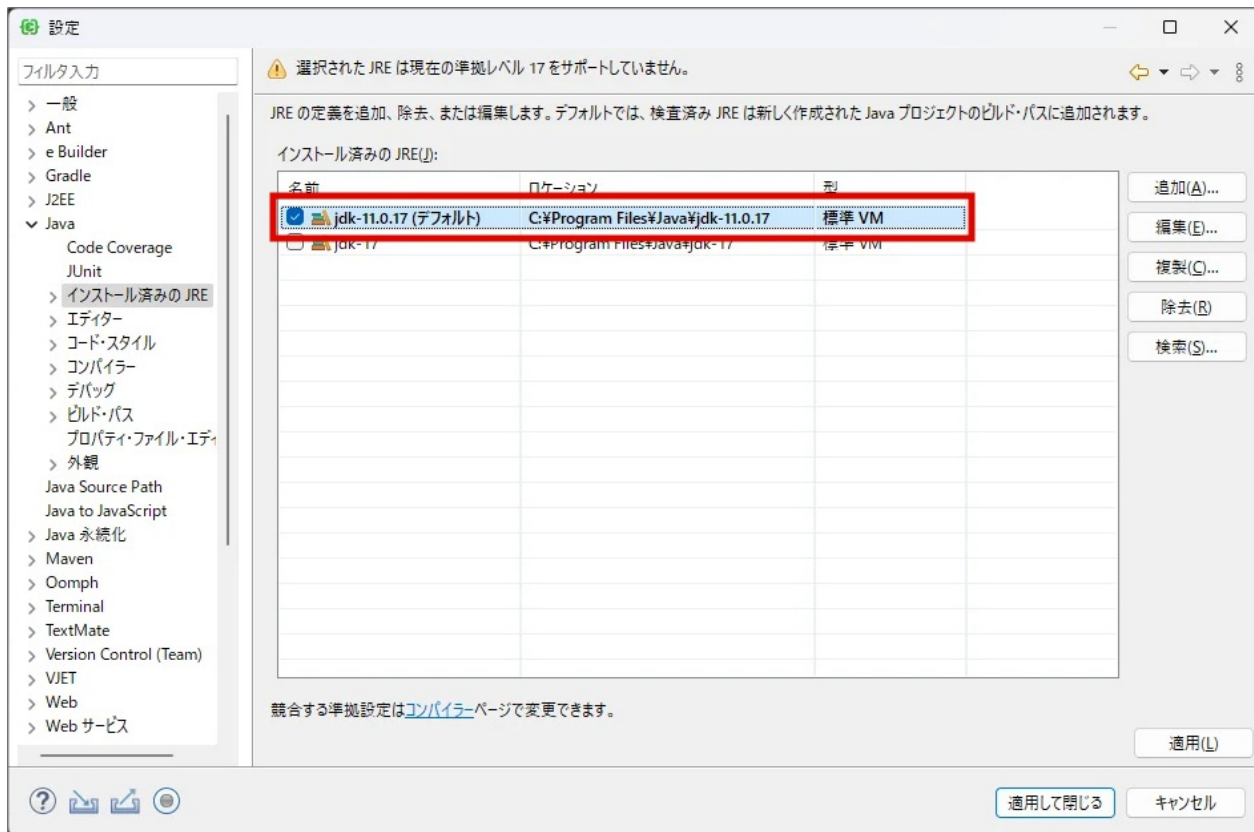 設定
フィルタ入力
一般
Ant
e Builder
Gradle
J2EE
Java
Code Coverage
JUnit
インストール済みの JRE
エディター
コード・スタイル
コンパイラー
デバッグ
ビルド・パス
プロパティ・ファイル・エディ
外観
Java Source Path
Java to JavaScript
Java 永続化
Maven
Oomph
Terminal
TextMate
Version Control (Team)
VJET
Web
Web サービス
選択された JRE は現在の準拠レベル 17 をサポートしていません。
JRE の定義を追加、除去、または編集します。デフォルトでは、検査済み JRE は新しく作成された Java プロジェクトのビルド・パスに追加されます。
インストール済みの JRE(J):
名前 ロケーション 型
jdk-11.0.17 (デフォルト) C:¥Program Files¥Java¥jdk-11.0.17 標準 VM
jdk-17 C:¥Program Files¥Java¥jdk-17 標準 VM
追加(A)...
編集(E)...
複製(C)...
除去(R)
検索(S)...
競合する準拠設定はコンパイラーページで変更できます。
適用(L)
適用して閉じる
キャンセル